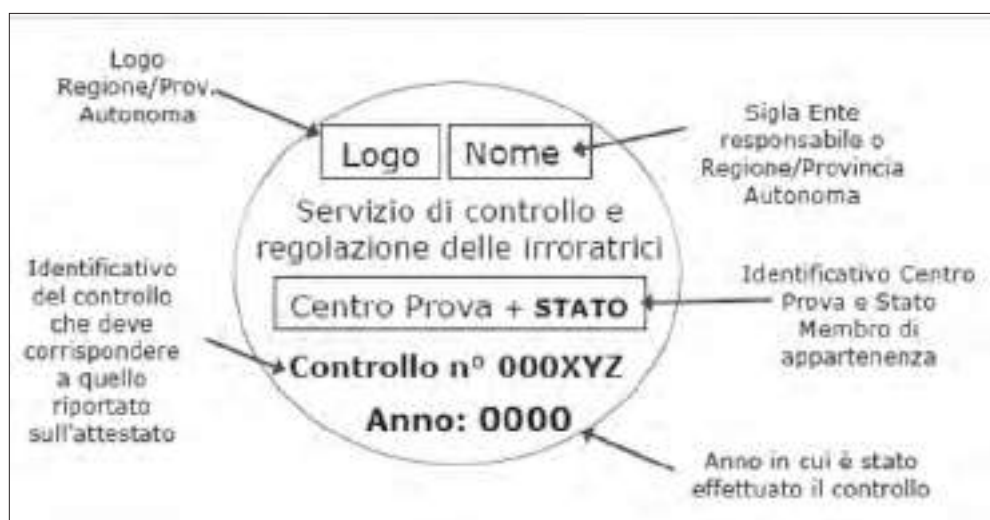 Logo
Regione/Prov.
Autonoma
Logo
Nome
Sigla Ente
responsabile o
Regione/Provincia
Autonoma
Servizio di controllo e
regolazione delle irroratrici
Centro Prova + STATO
Identificativo Centro
Prova e Stato
Membro di
appartenenza
Identificativo
del controllo
che deve
corrispondere
a quello
riportato
sull'attestato
Controllo nº 000XYZ
Anno: 0000
Anno in cui è stato
effettuato il controllo